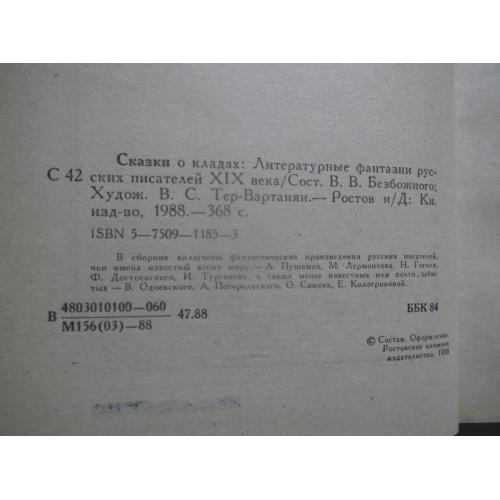 Сказки о кладах: Литературные фантазии рус-
С 42 ских писателей XIX века/Сост. В. В. Безбожного;
Худож. В. С. Тер-Вартанян.— Ростов н/Д: Кн.
изд-во, 1988.—368 с.
ISBN 5—7509—1185—3
В сборник включены фантастические произведения русских писателей,
чьи имена известный всему миру,— А. Пушкина, М. Лермонтова, Н. Гоголя,
Ф. Достоевского, И. Тургенева, а также менее известных или почти забы-
тых — В. Одоевского, А. Погорельского, О. Сомова, Е. Кологривовой.
В 4803010100—060
М156(03)—88
47.88
ББК 84
© Состав. Оформление.
Ростовское книжное
издательство, 1988